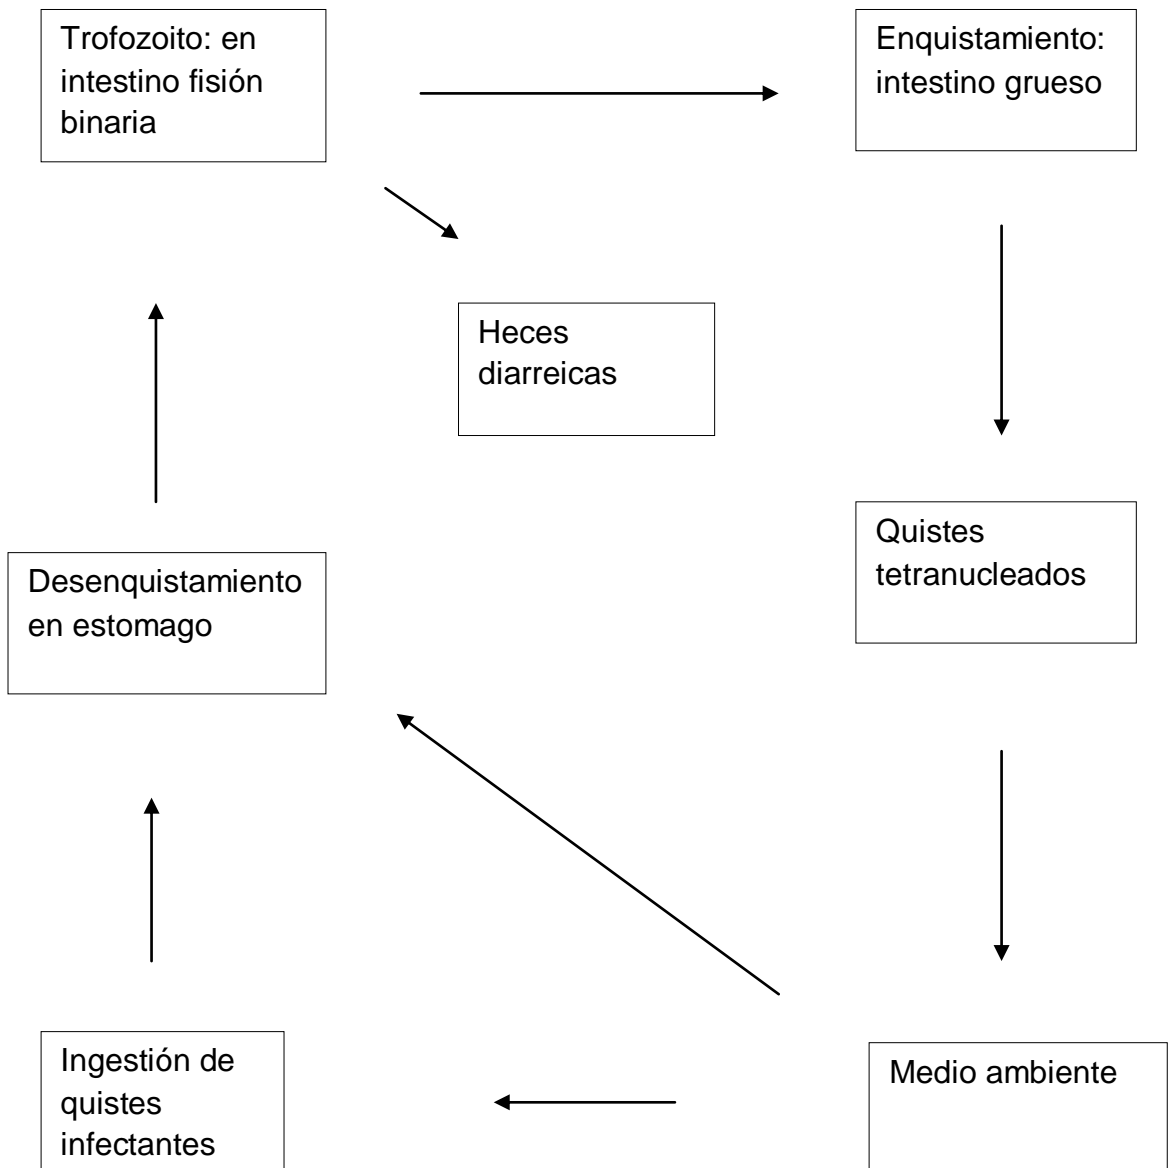 Trofozoito: en
intestino fisión
binaria
Enquistamiento:
intestino grueso
Heces
diarreicas
Quistes
tetranucleados
Desenquistamiento
en estomago
Ingestión de
quistes
infectantes
Medio ambiente